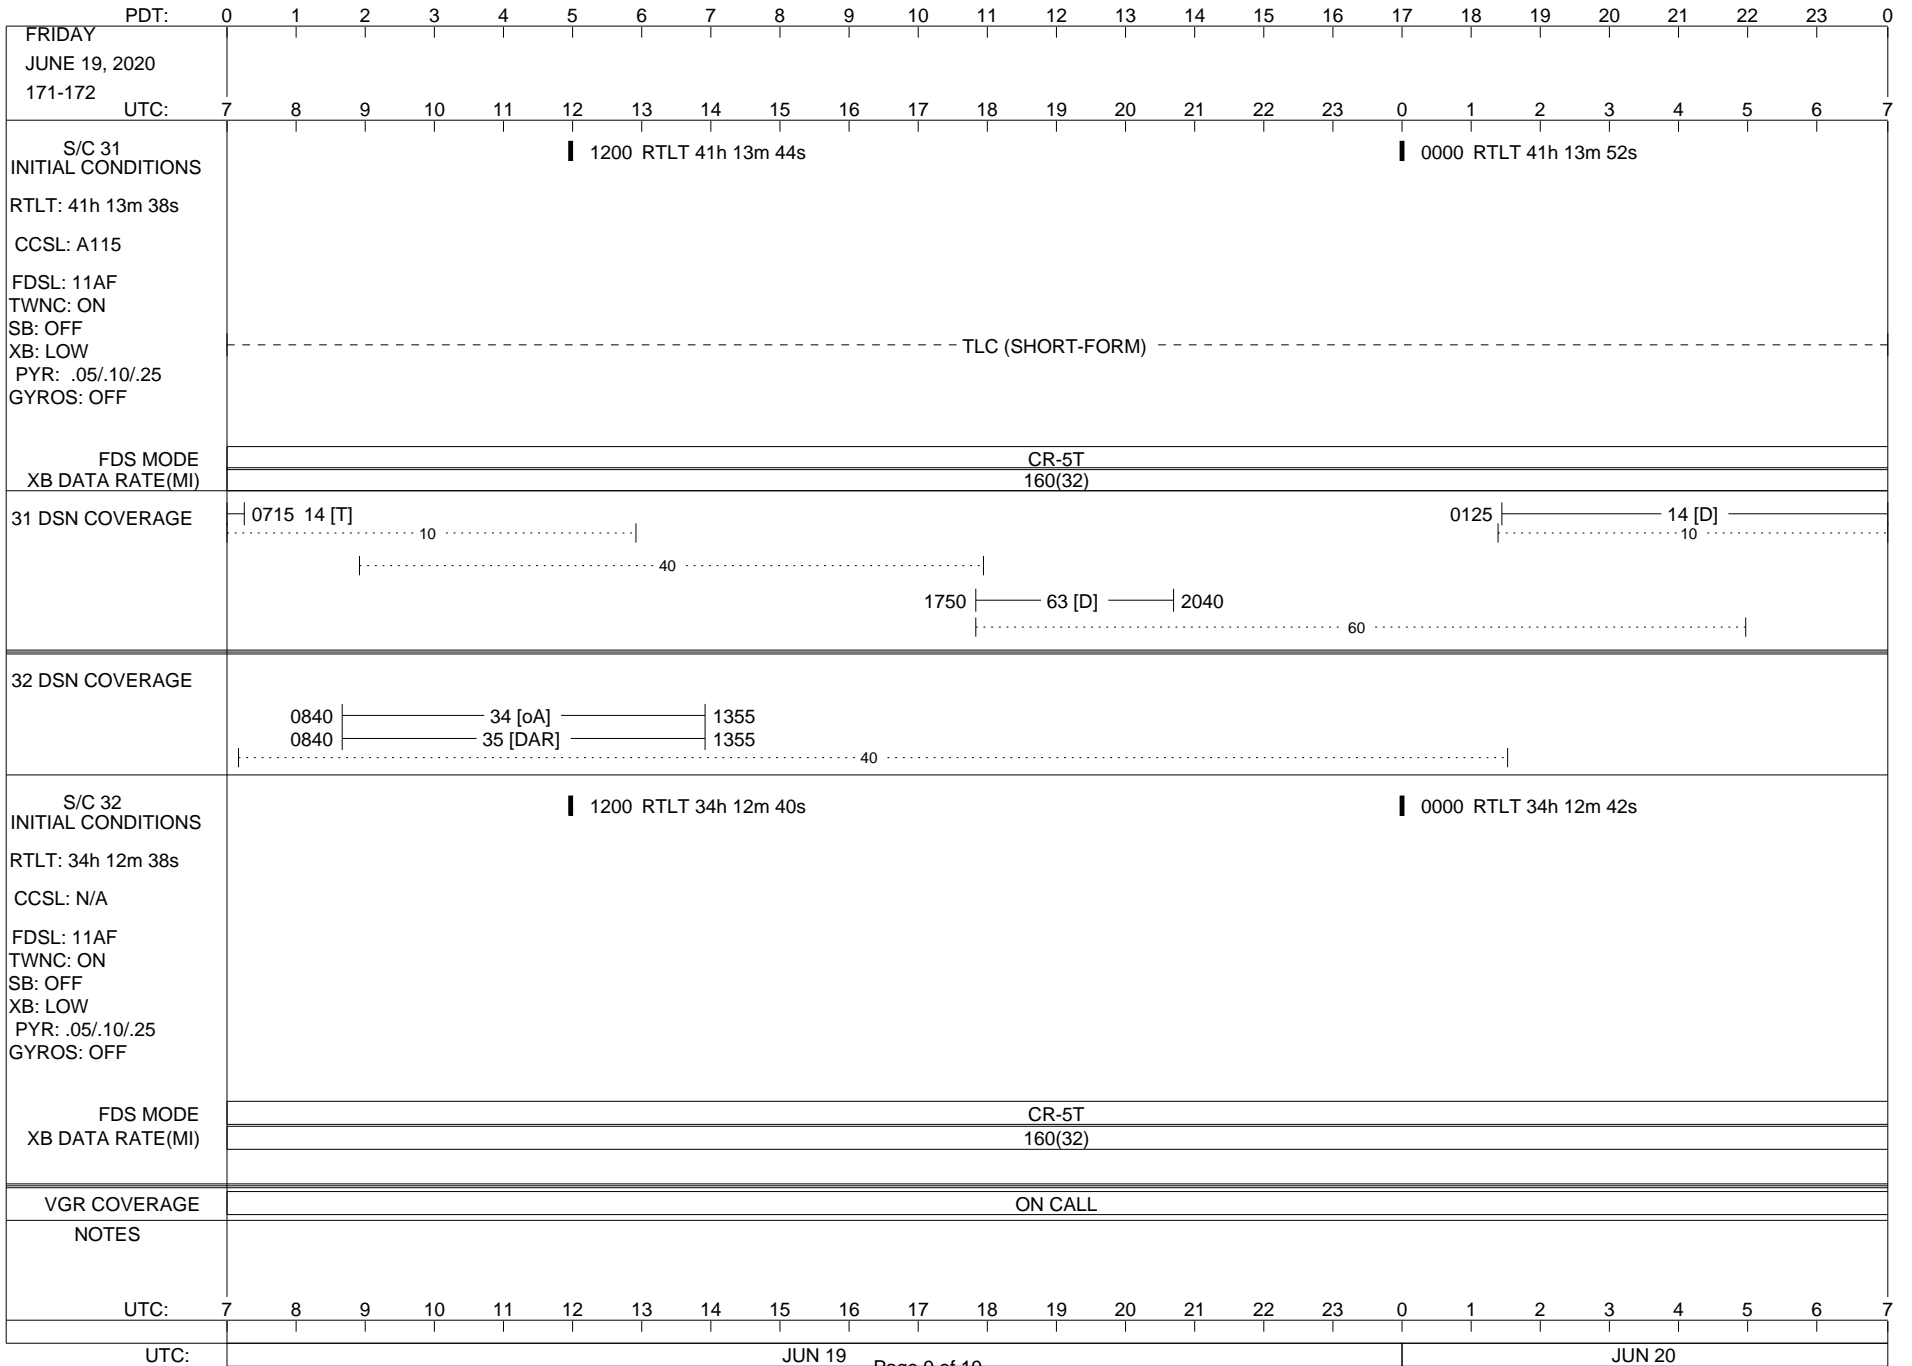 PDT: 0 1 2 3 4 5 6 7 8 9 10 11 12 13 14 15 16 17 18 19 20 21 22 23 0
FRIDAY
JUNE 19, 2020
171-172
UTC: 7 8 9 10 11 12 13 14 15 16 17 18 19 20 21 22 23 0 1 2 3 4 5 6 7
S/C 31
INITIAL CONDITIONS
1200 RTLT 41h 13m 44s
0000 RTLT 41h 13m 52s
RTLT: 41h 13m 38s
CCSL: A115
FDSL: 11AF
TWNC: ON
SB: OFF
XB: LOW
TLC (SHORT-FORM)
PYR: .05/.10/.25
GYROS: OFF
FDS MODE CR-5T
XB DATA RATE(MI) 160(32)
31 DSN COVERAGE
0715 14 [T]
0125 14 [D]
10
10
40
1750 63 [D] 2040
60
32 DSN COVERAGE
0840 34 [oA] 1355
0840 35 [DAR] 1355
40
S/C 32
INITIAL CONDITIONS
1200 RTLT 34h 12m 40s
0000 RTLT 34h 12m 42s
RTLT: 34h 12m 38s
CCSL: N/A
FDSL: 11AF
TWNC: ON
SB: OFF
XB: LOW
PYR: .05/.10/.25
GYROS: OFF
FDS MODE CR-5T
XB DATA RATE(MI) 160(32)
VGR COVERAGE ON CALL
NOTES
UTC: 7 8 9 10 11 12 13 14 15 16 17 18 19 20 21 22 23 0 1 2 3 4 5 6 7
UTC: JUN 19 JUN 20
Page of 19